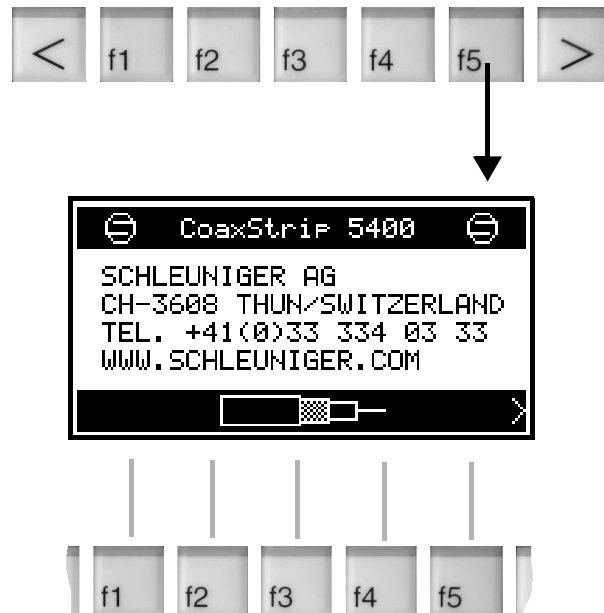 < f1 f2 f3 f4 f5 >
CoaxStrip 5400
SCHLEUNIGER AG
CH-3608 THUN/SWITZERLAND
TEL. +41(0)33 334 03 33
WWW.SCHLEUNIGER.COM
>
f1 f2 f3 f4 f5